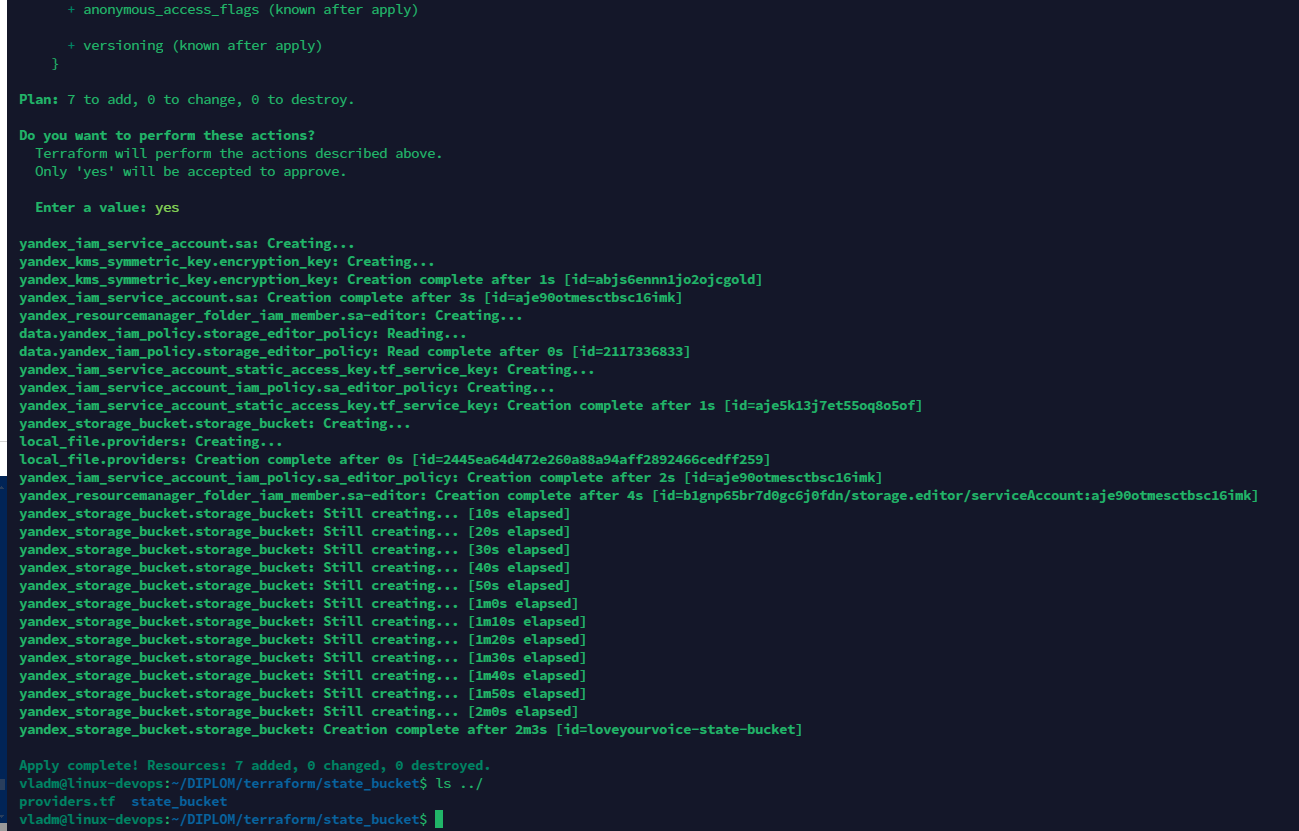 + anonymous_access_flags (known after apply)
+ versioning (known after apply)
}
Plan: 7 to add, 0 to change, 0 to destroy.
Do you want to perform these actions?
Terraform will perform the actions described above.
Only 'yes' will be accepted to approve.
Enter a value: yes
yandex_iam_service_account.sa: Creating...
yandex_kms_symmetric_key.encryption_key: Creating...
yandex_kms_symmetric_key.encryption_key: Creation complete after 1s [id=abjs6ennn1jo2ojcgold]
yandex_iam_service_account.sa: Creation complete after 3s [id=aje90otmesctbsc16imk]
yandex_resourcemanager_folder_iam_member.sa-editor: Creating...
data.yandex_iam_policy.storage_editor_policy: Reading...
data.yandex_iam_policy.storage_editor_policy: Read complete after 0s [id=2117336833]
yandex_iam_service_account_static_access_key.tf_service_key: Creating...
yandex_iam_service_account_iam_policy.sa_editor_policy: Creating...
yandex_iam_service_account_static_access_key.tf_service_key: Creation complete after 1s [id=aje5k13j7et55oq8o5of]
yandex_storage_bucket.storage_bucket: Creating...
local_file.providers: Creating...
local_file.providers: Creation complete after 0s [id=2445ea64d472e260a88a94aff2892466cedff259]
yandex_iam_service_account_iam_policy.sa_editor_policy: Creation complete after 2s [id=aje90otmesctbsc16imk]
yandex_resourcemanager_folder_iam_member.sa-editor: Creation complete after 4s [id=b1gnp65br7d0gc6j0fdn/storage.editor/serviceAccount:aje90otmesctbsc16imk]
yandex_storage_bucket.storage_bucket: Still creating... [10s elapsed]
yandex_storage_bucket.storage_bucket: Still creating... [20s elapsed]
yandex_storage_bucket.storage_bucket: Still creating... [30s elapsed]
yandex_storage_bucket.storage_bucket: Still creating... [40s elapsed]
yandex_storage_bucket.storage_bucket: Still creating... [50s elapsed]
yandex_storage_bucket.storage_bucket: Still creating... [1m0s elapsed]
yandex_storage_bucket.storage_bucket: Still creating... [1m10s elapsed]
yandex_storage_bucket.storage_bucket: Still creating... [1m20s elapsed]
yandex_storage_bucket.storage_bucket: Still creating... [1m30s elapsed]
yandex_storage_bucket.storage_bucket: Still creating... [1m40s elapsed]
yandex_storage_bucket.storage_bucket: Still creating... [1m50s elapsed]
yandex_storage_bucket.storage_bucket: Still creating... [2m0s elapsed]
yandex_storage_bucket.storage_bucket: Creation complete after 2m3s [id=loveyourvoice-state-bucket]
Apply complete! Resources: 7 added, 0 changed, 0 destroyed.
vladm@linux-devops:~/DIPLOM/terraform/state_bucket$ ls ../
providers.tf state_bucket
vladm@linux-devops:~/DIPLOM/terraform/state_bucket$